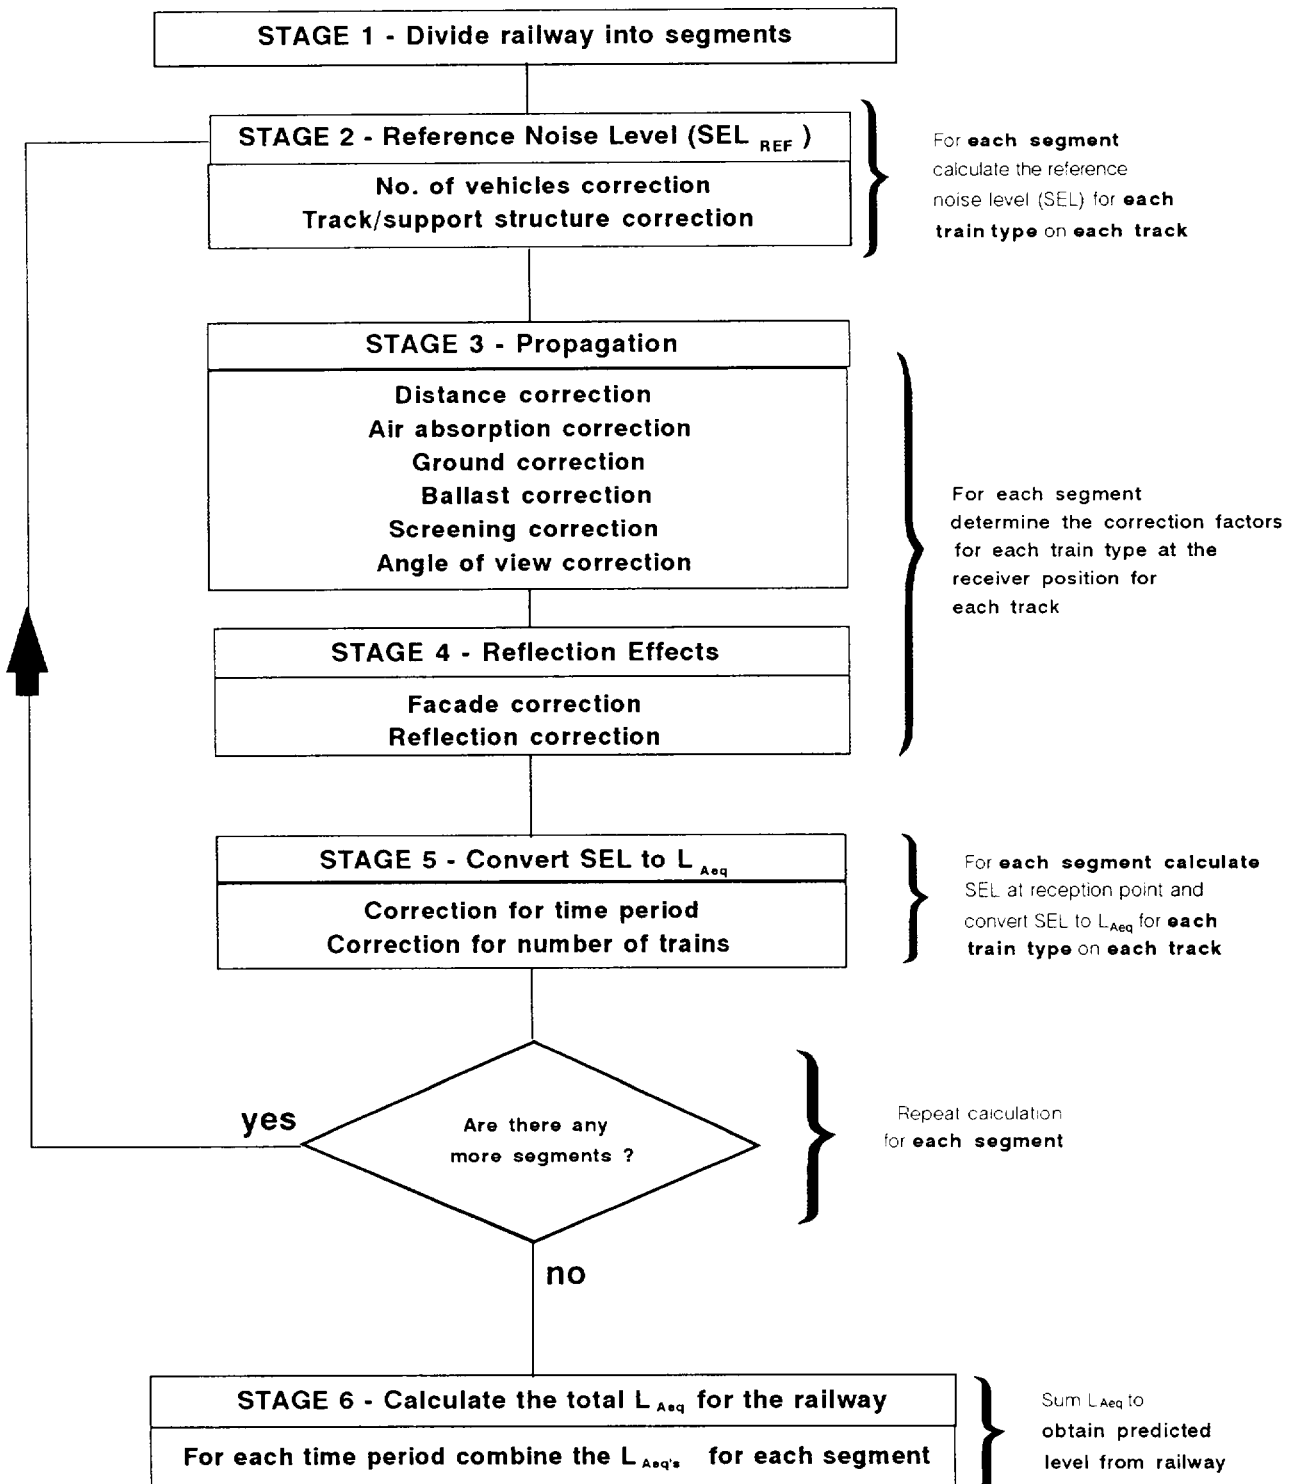 STAGE 1 - Divide railway into segments
STAGE 2 - Reference Noise Level (SEL REF )
No. of vehicles correction
Track/support structure correction
For each segment
calculate the reference
noise level (SEL) for each
train type on each track
STAGE 3 - Propagation
Distance correction
Air absorption correction
Ground correction
Ballast correction
Screening correction
Angle of view correction
For each segment
determine the correction factors
for each train type at the
receiver position for
each track
STAGE 4 - Reflection Effects
Facade correction
Reflection correction
STAGE 5 - Convert SEL to L Aeq
Correction for time period
Correction for number of trains
For each segment calculate
SEL at reception point and
convert SEL to LAeq for each
train type on each track
yes
Are there any
more segments ?
Repeat calculation
for each segment
no
STAGE 6 - Calculate the total L Aeq for the railway
For each time period combine the L Aeq's for each segment
Sum LAeq to
obtain predicted
level from railway